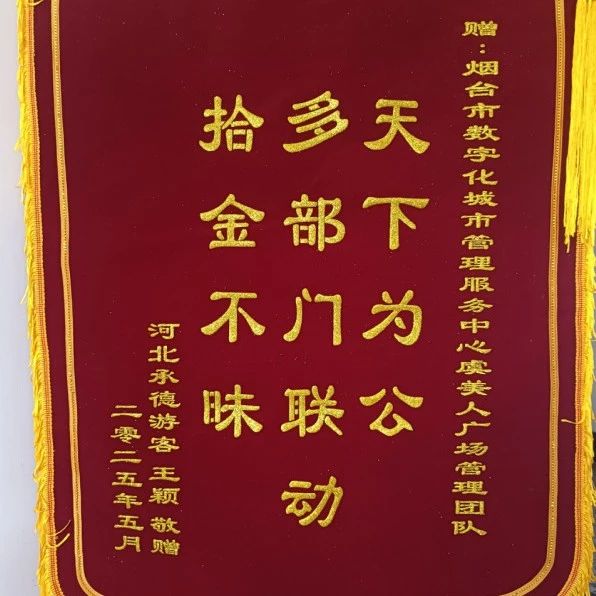 赠：烟台市数字化城市管理服务中心虞美人广场管理团队
天下为公
多部门联动
拾金不昧
河北承德游客 王颖 敬赠
二零二五年五月